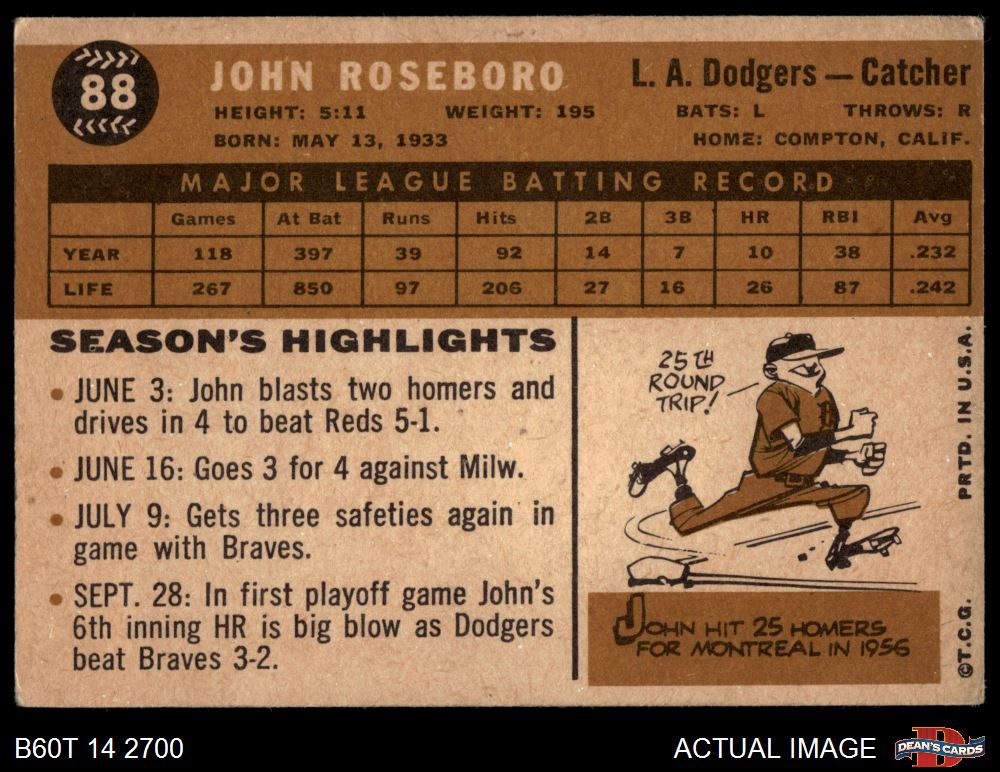 88
JOHN ROSEBORO
L. A. Dodgers — Catcher
HEIGHT: 5:11 WEIGHT: 195 BATS: L THROWS: R
BORN: MAY 13, 1933 HOME: COMPTON, CALIF.
MAJOR LEAGUE BATTING RECORD
Games At Bat Runs Hits 2B 3B HR RBI Avg
YEAR 118 397 39 92 14 7 10 38 .232
LIFE 267 850 97 206 27 16 26 87 .242
SEASON'S HIGHLIGHTS
• JUNE 3: John blasts two homers and
drives in 4 to beat Reds 5-1.
• JUNE 16: Goes 3 for 4 against Milw.
• JULY 9: Gets three safeties again in
game with Braves.
• SEPT. 28: In first playoff game John's
6th inning HR is big blow as Dodgers
beat Braves 3-2.
25TH
ROUND
TRIP!
JOHN HIT 25 HOMERS
FOR MONTREAL IN 1956
PRTD. IN U.S.A.
©T.C.G.
B60T 14 2700
ACTUAL IMAGE
DEAN'S CARDS